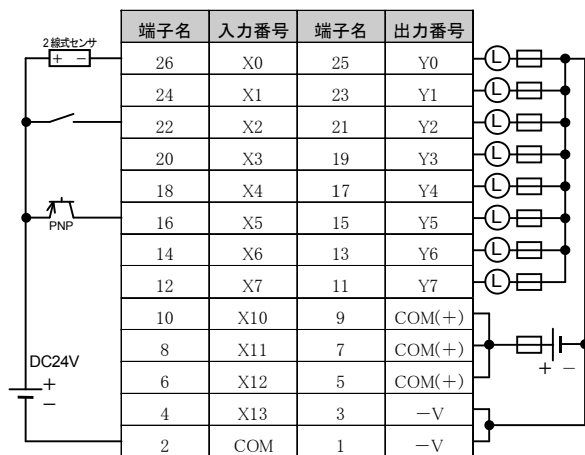 2線式センサ
+ −
端子名 入力番号 端子名 出力番号
26 X0 25 Y0 L
24 X1 23 Y1 L
22 X2 21 Y2 L
20 X3 19 Y3 L
18 X4 17 Y4 L
16 X5 15 Y5 L
PNP
14 X6 13 Y6 L
12 X7 11 Y7 L
10 X10 9 COM(+)
8 X11 7 COM(+)
DC24V
+ −
6 X12 5 COM(+)
+
−
4 X13 3 −V
2 COM 1 −V